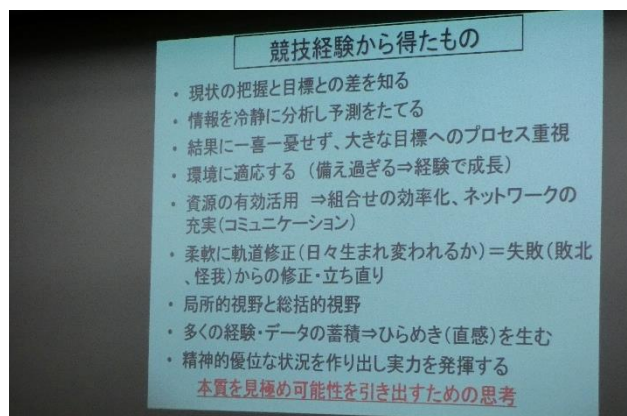 競技経験から得たもの
・ 現状の把握と目標との差を知る
・ 情報を冷静に分析し予測をたてる
・ 結果に一喜一憂せず、大きな目標へのプロセス重視
・ 環境に適応する (備え過ぎる⇒経験で成長)
・ 資源の有効活用 ⇒組合せの効率化、ネットワークの
充実(コミュニケーション)
・ 柔軟に軌道修正(日々生まれ変われるか)=失敗(敗北
、怪我)からの修正・立ち直り
・ 局所的視野と総括的視野
・ 多くの経験・データの蓄積⇒ひらめき(直感)を生む
・ 精神的優位な状況を作り出し実力を発揮する
本質を見極め可能性を引き出すための思考